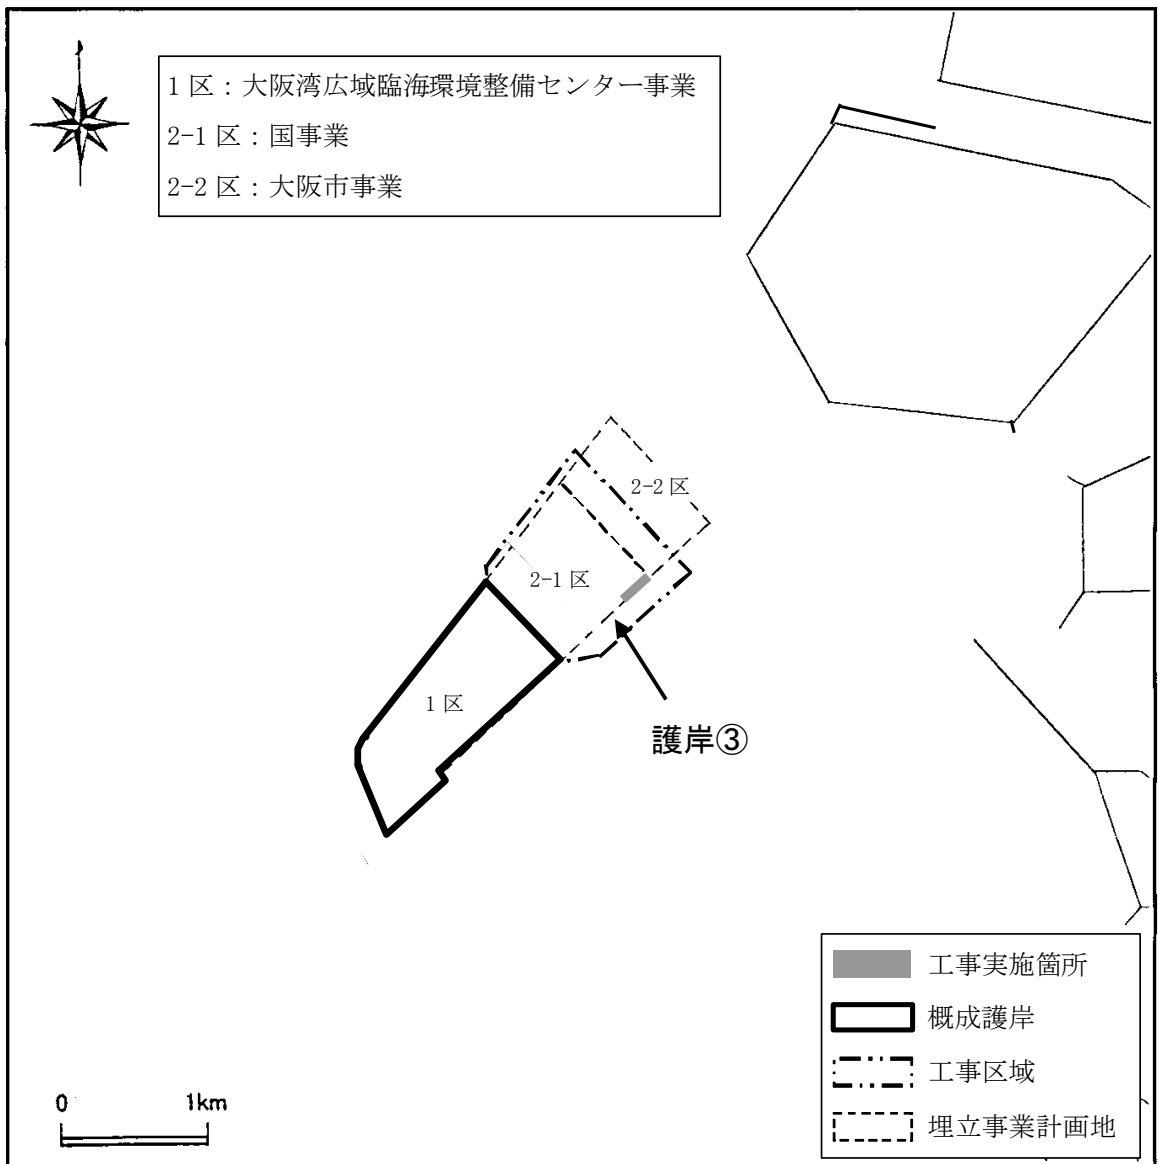 1区：大阪湾広域臨海環境整備センター事業
2-1区：国事業
2-2区：大阪市事業
2-2区
2-1区
1区
護岸③
工事実施箇所
概成護岸
工事区域
埋立事業計画地
0 1km